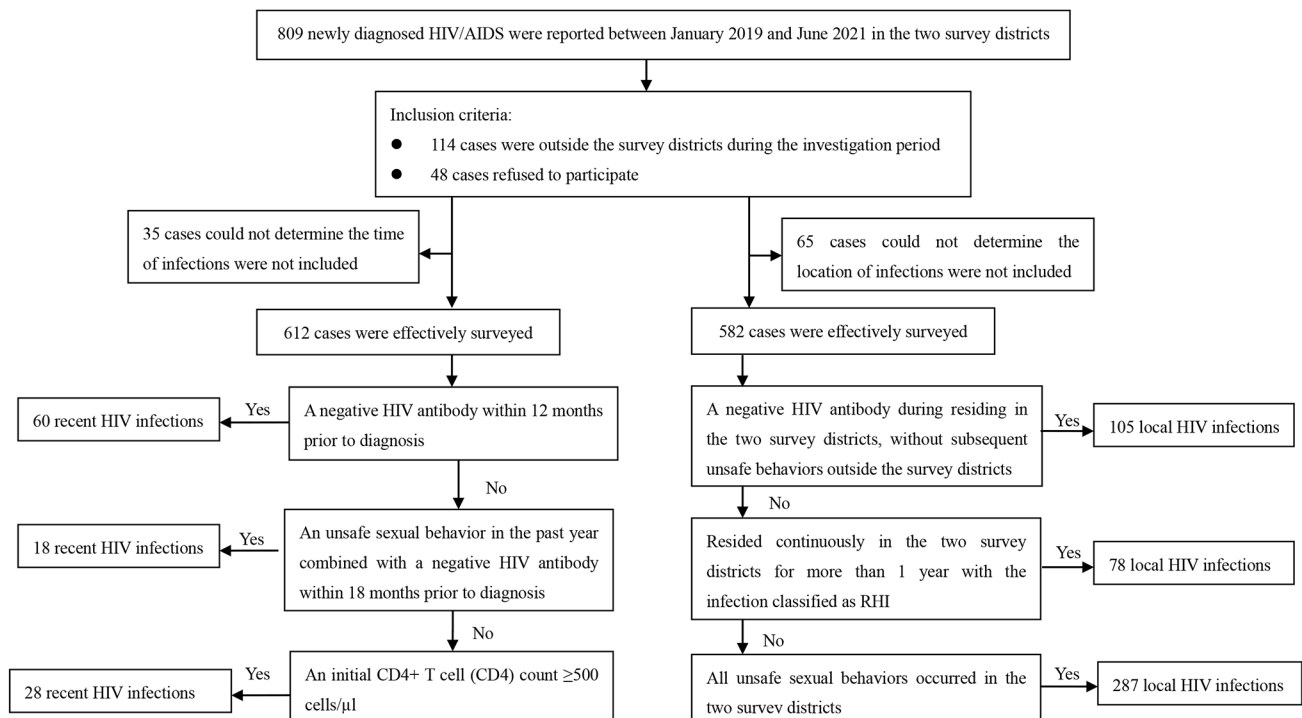 809 newly diagnosed HIV/AIDS were reported between January 2019 and June 2021 in the two survey districts
Inclusion criteria:
● 114 cases were outside the survey districts during the investigation period
● 48 cases refused to participate
35 cases could not determine the time
of infections were not included
65 cases could not determine the
location of infections were not included
612 cases were effectively surveyed
582 cases were effectively surveyed
60 recent HIV infections
Yes
A negative HIV antibody within 12 months
prior to diagnosis
A negative HIV antibody during residing in
the two survey districts, without subsequent
unsafe behaviors outside the survey districts
Yes
105 local HIV infections
No
No
18 recent HIV infections
Yes
An unsafe sexual behavior in the past year
combined with a negative HIV antibody
within 18 months prior to diagnosis
Resided continuously in the two survey
districts for more than 1 year with the
infection classified as RHI
Yes
78 local HIV infections
No
No
28 recent HIV infections
Yes
An initial CD4+ T cell (CD4) count ≥500
cells/µl
All unsafe sexual behaviors occurred in the
two survey districts
Yes
287 local HIV infections